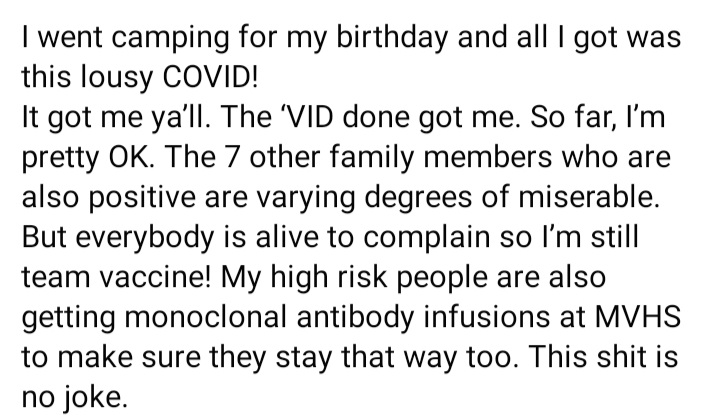 I went camping for my birthday and all I got was
this lousy COVID!
It got me ya’ll. The ‘VID done got me. So far, I’m
pretty OK. The 7 other family members who are
also positive are varying degrees of miserable.
But everybody is alive to complain so I’m still
team vaccine! My high risk people are also
getting monoclonal antibody infusions at MVHS
to make sure they stay that way too. This shit is
no joke.